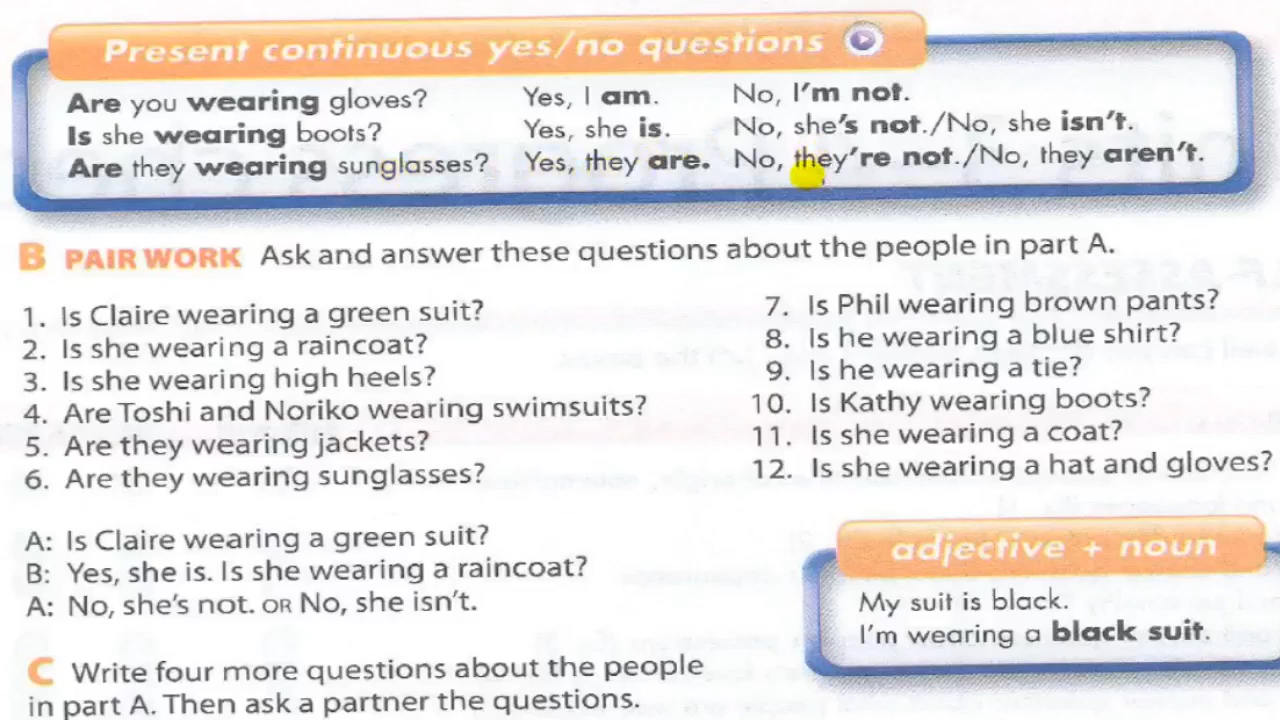 Present continuous yes/no questions
Are you wearing gloves? Yes, I am. No, I'm not.
Is she wearing boots? Yes, she is. No, she's not./No, she isn't.
Are they wearing sunglasses? Yes, they are. No, they're not./No, they aren't.
B PAIR WORK Ask and answer these questions about the people in part A.
1. Is Claire wearing a green suit?
2. Is she wearing a raincoat?
3. Is she wearing high heels?
4. Are Toshi and Noriko wearing swimsuits?
5. Are they wearing jackets?
6. Are they wearing sunglasses?
7. Is Phil wearing brown pants?
8. Is he wearing a blue shirt?
9. Is he wearing a tie?
10. Is Kathy wearing boots?
11. Is she wearing a coat?
12. Is she wearing a hat and gloves?
A: Is Claire wearing a green suit?
B: Yes, she is. Is she wearing a raincoat?
A: No, she's not. OR No, she isn't.
adjective + noun
My suit is black.
I'm wearing a black suit.
C Write four more questions about the people
in part A. Then ask a partner the questions.